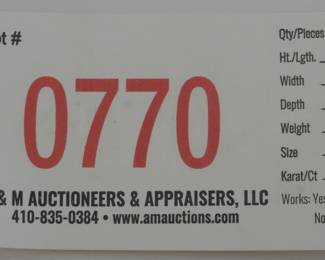 ot #
0770
& M AUCTIONEERS & APPRAISERS, LLC
410-835-0384 • www.amauctions.com
Qty/Pieces
Ht./Lgth.
Width
Depth
Weight
Size
Karat/Ct
Works: Yes
No